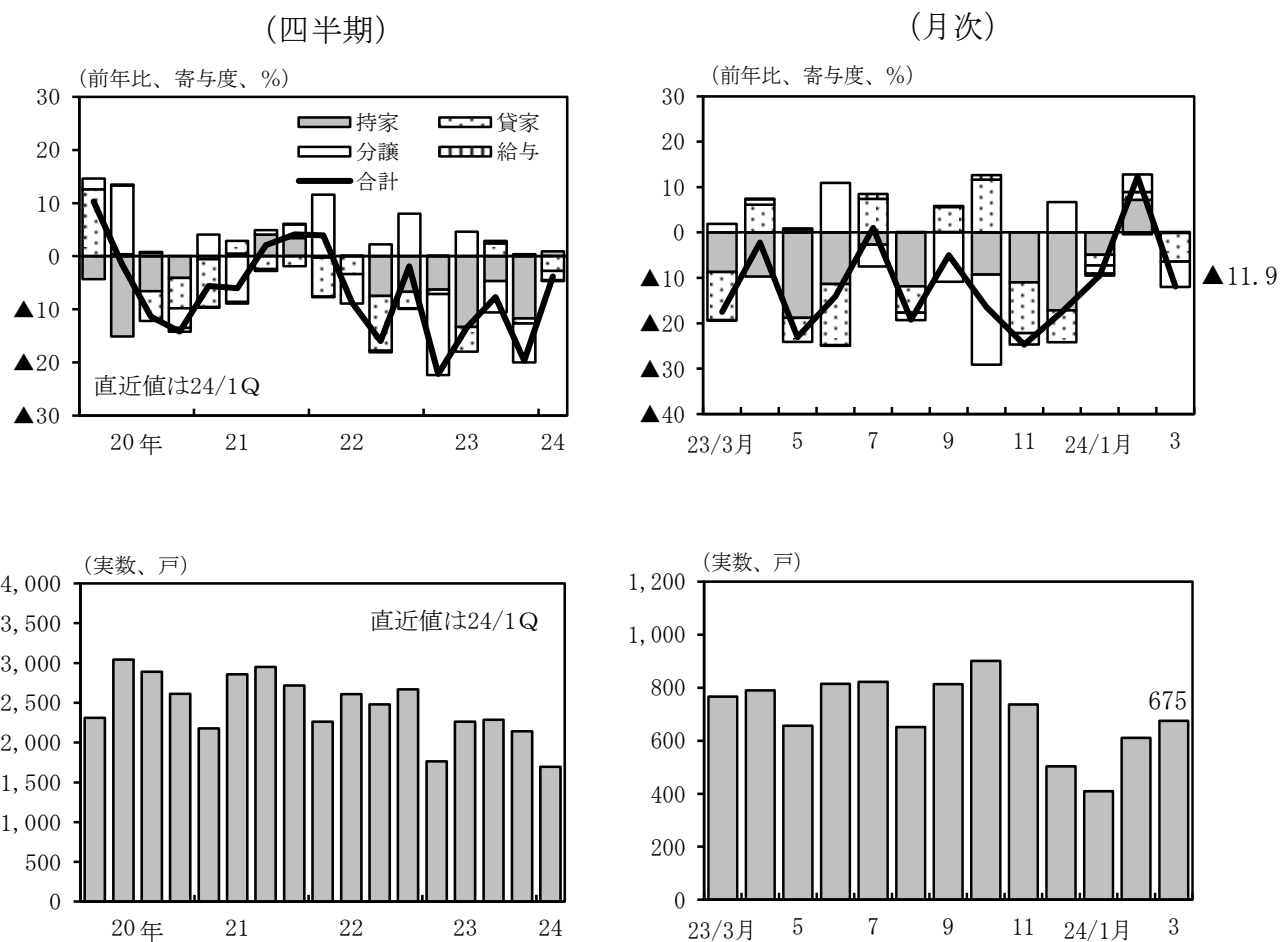 (四半期)
(前年比、寄与度、%)
30
20
10
0
▲10
▲20
▲30
持家
貸家
分譲
給与
合計
直近値は24/1Q
20年
21
22
23
24
(月次)
(前年比、寄与度、%)
30
20
10
0
▲10
▲20
▲30
▲40
▲11.9
23/3月
5
7
9
11
24/1月
3
(実数、戸)
4,000
3,500
3,000
2,500
2,000
1,500
1,000
500
0
直近値は24/1Q
20年
21
22
23
24
(実数、戸)
1,200
1,000
800
600
400
200
0
675
23/3月
5
7
9
11
24/1月
3